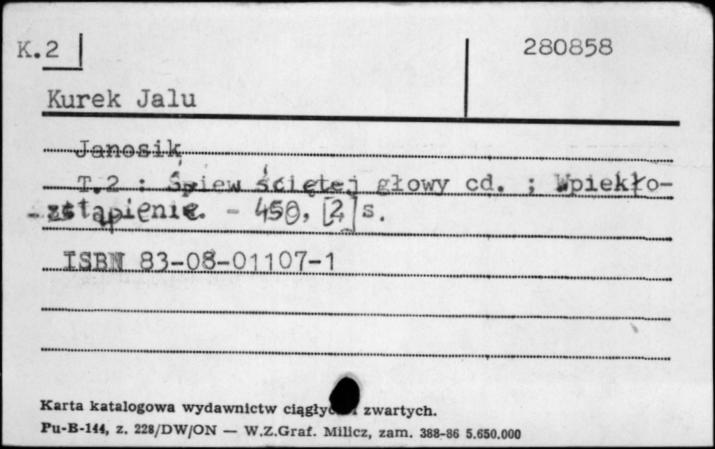 K.2 280858
Kurek Jalu
Janosik
T.2 : Śpiew ściętej głowy cd. ; Wpiekło-
-zstąpienie. - 450, [2] s.
ISBN 83-08-01107-1
Karta katalogowa wydawnictw ciągłych i zwartych.
Pu-B-144, z. 228/DW/ON — W.Z.Graf. Milicz, zam. 388-86 5.650.000